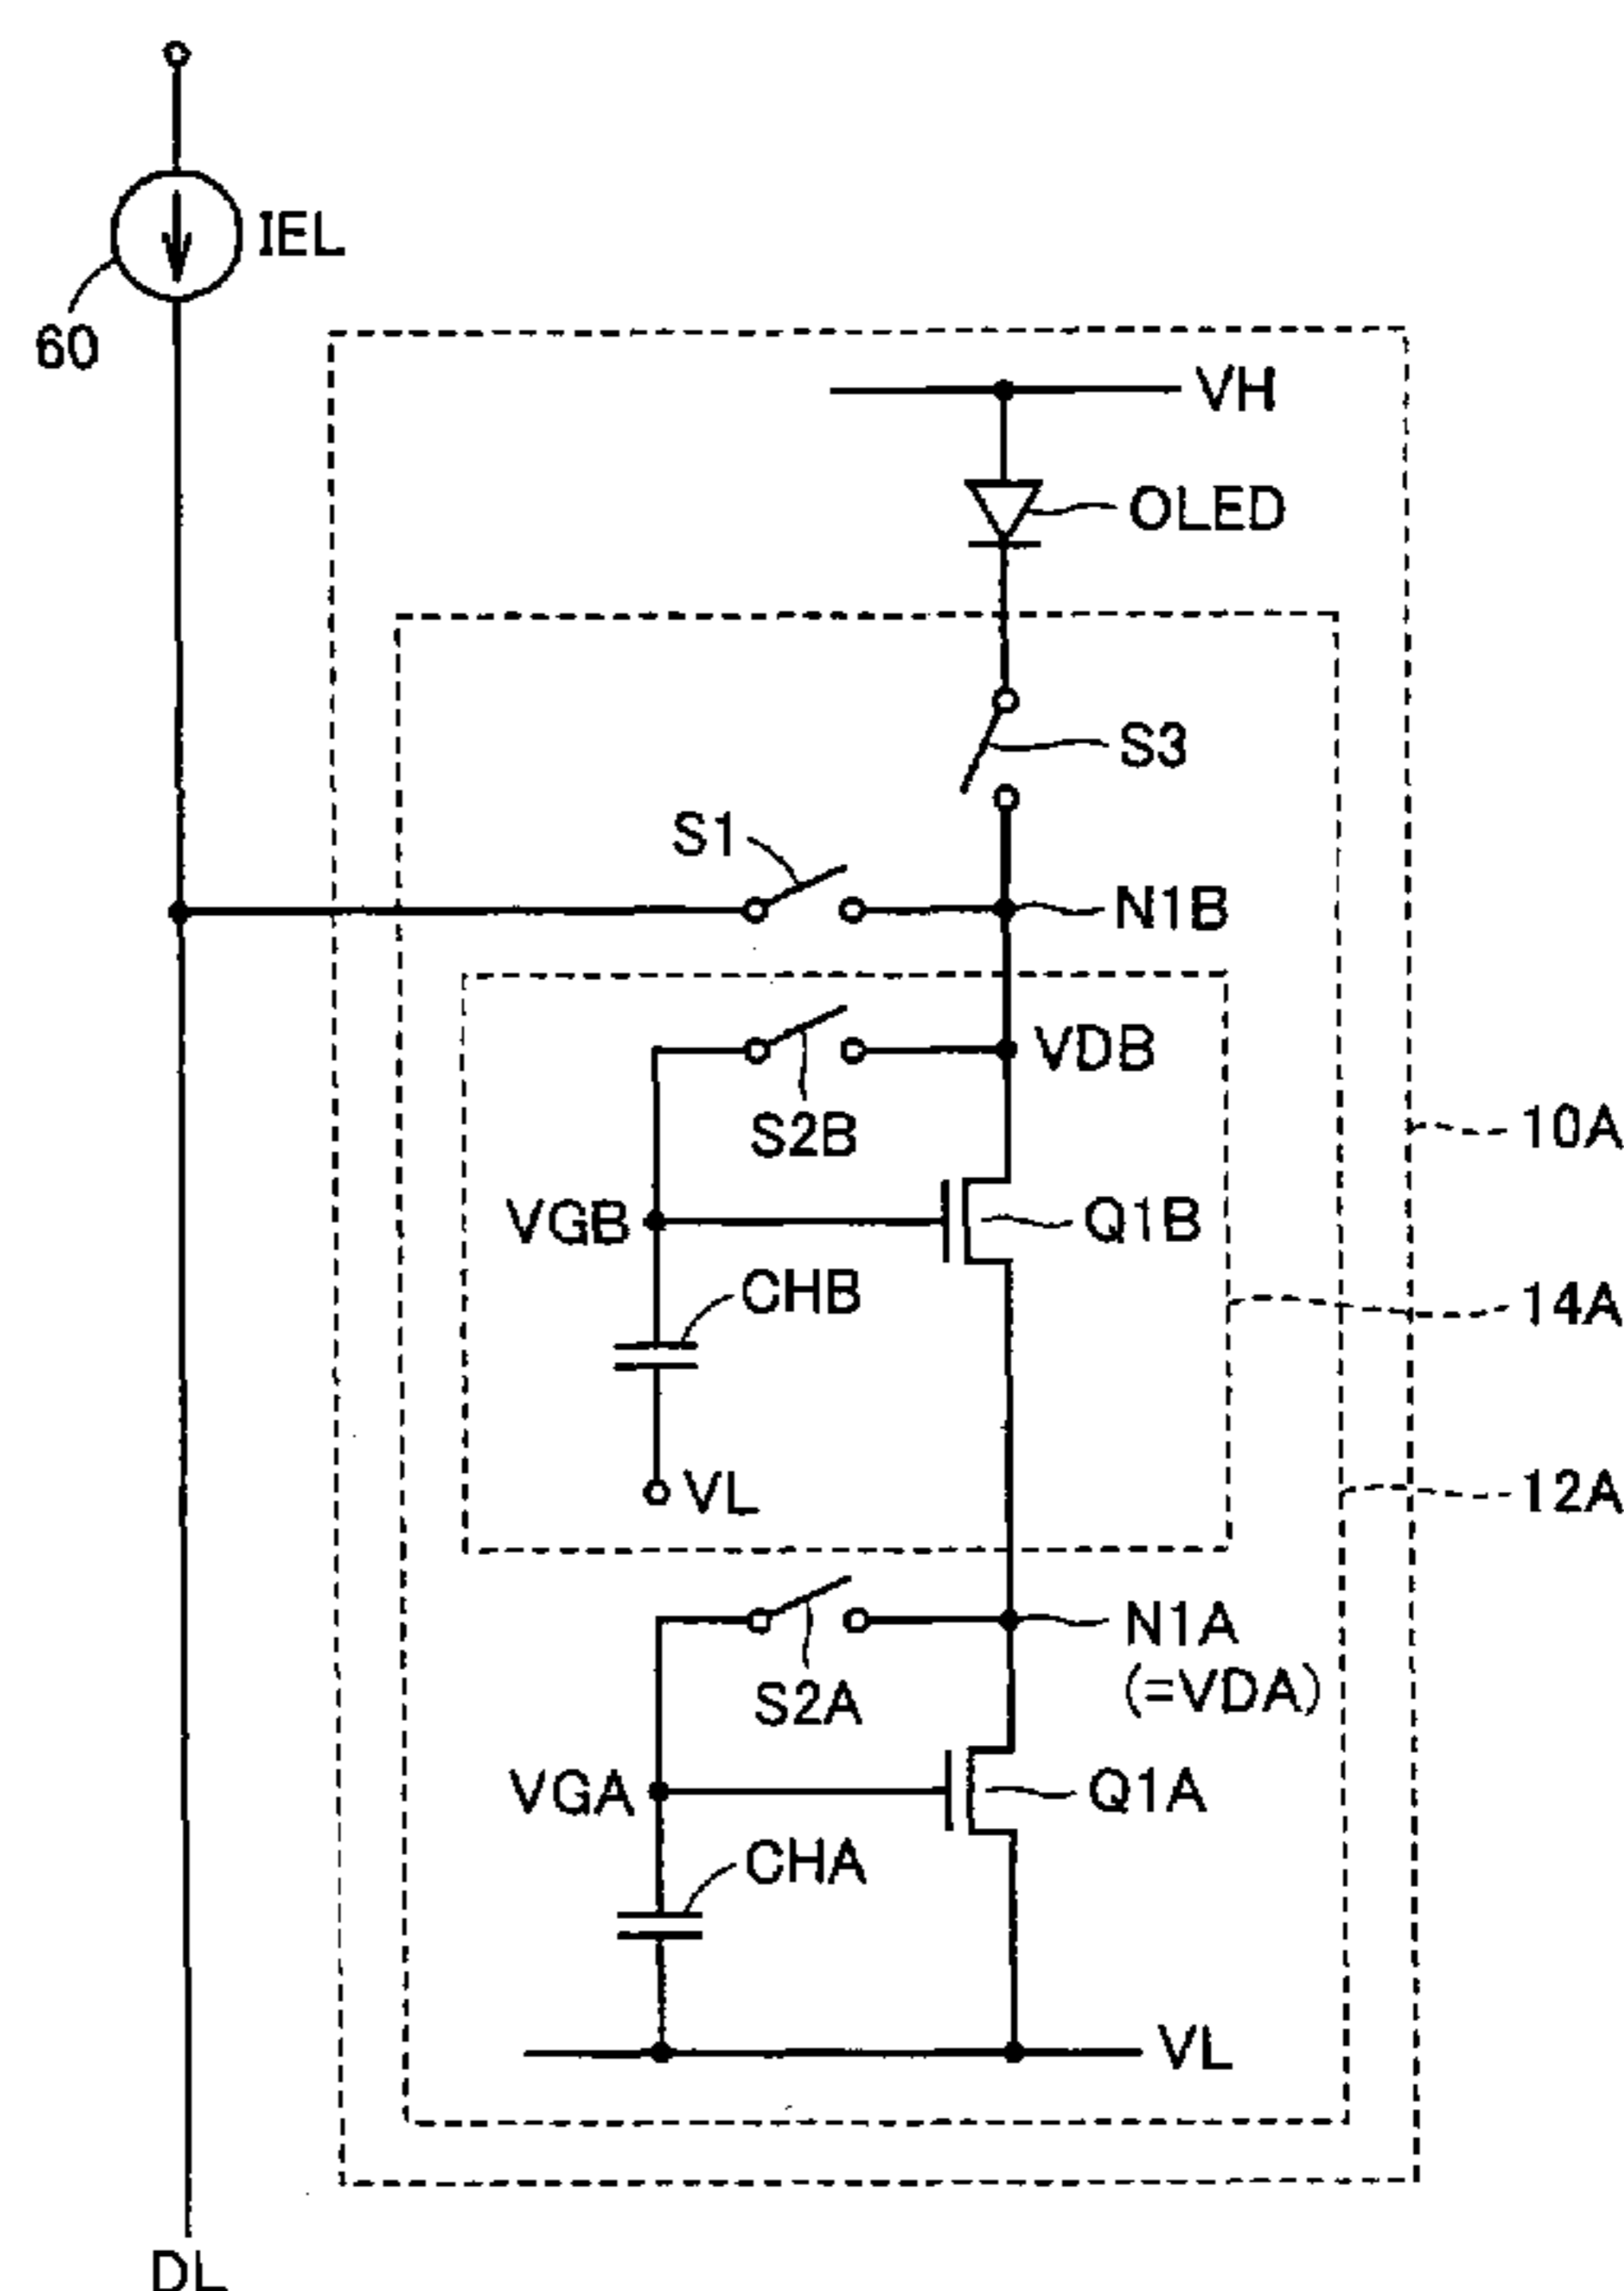 IEL
60
VH
OLED
S3
S1
N1B
VDB
S2B
10A
VGB
Q1B
CHB
14A
VL
12A
N1A
(=VDA)
S2A
VGA
Q1A
CHA
VL
DL